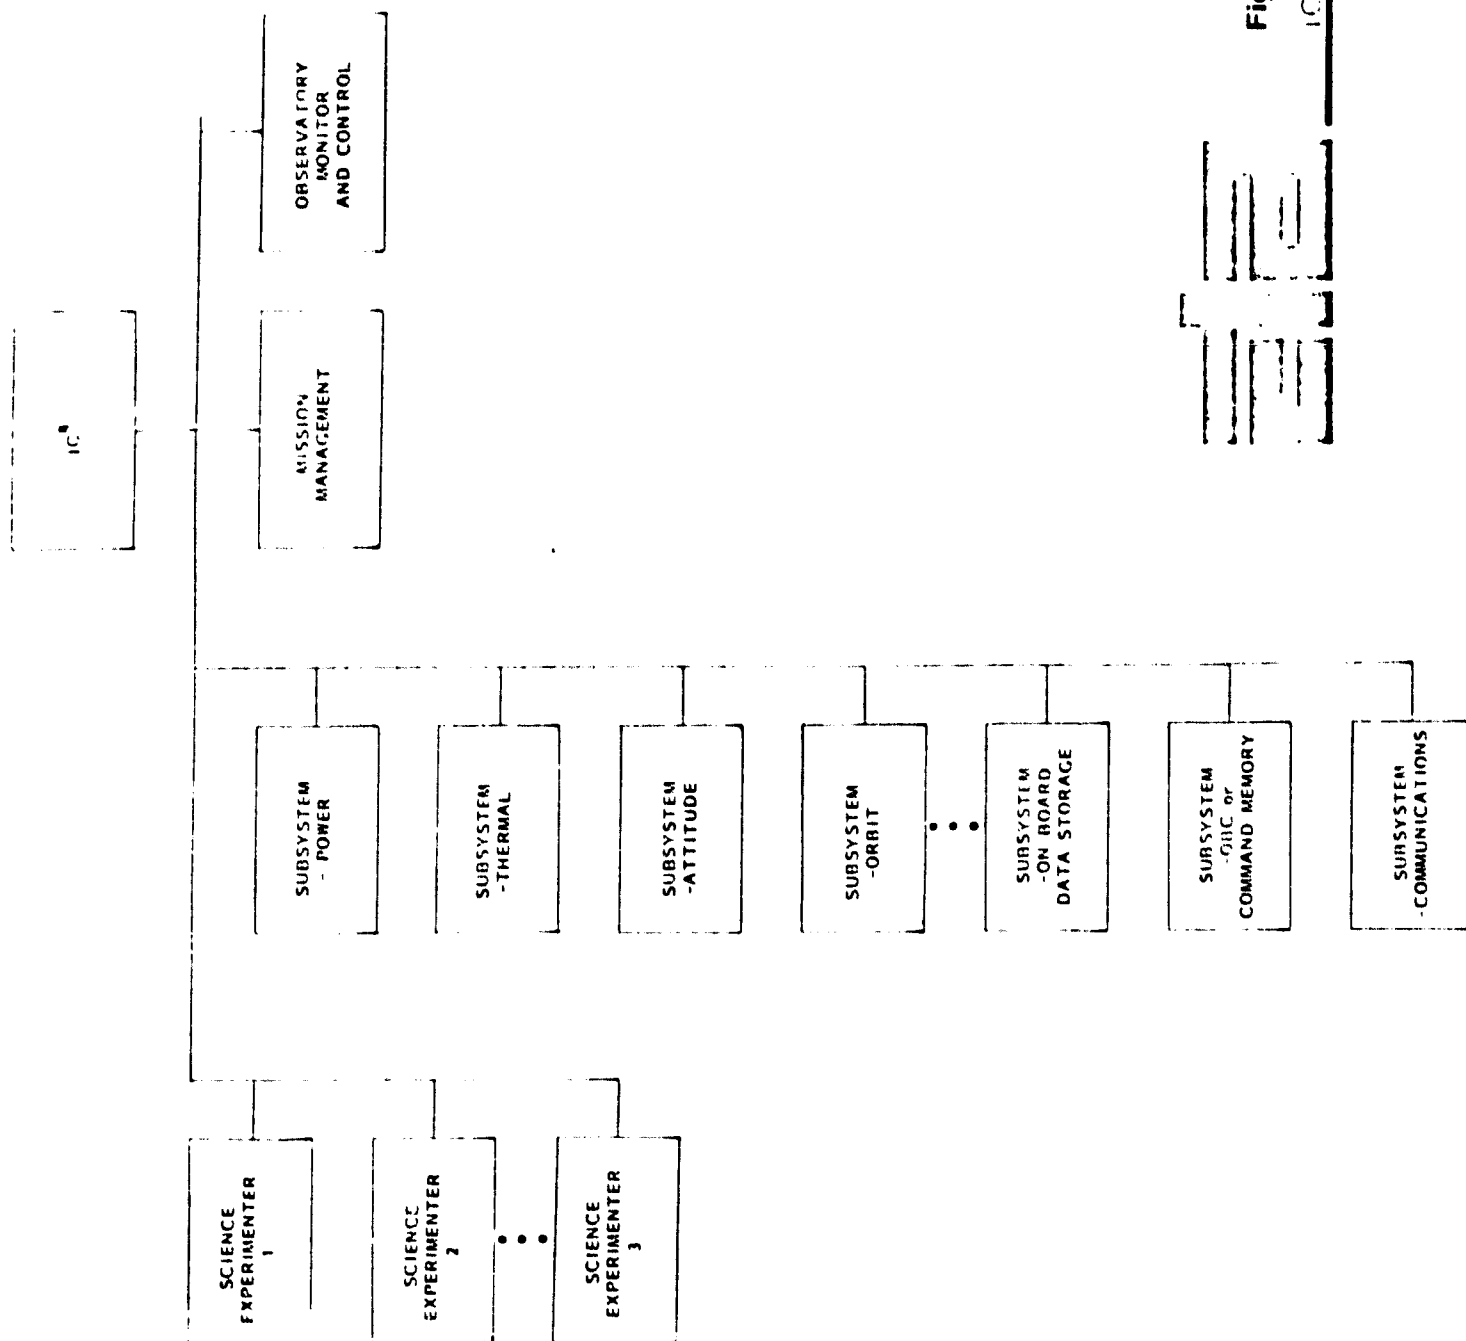 SCIENCE
EXPERIMENTER
1
SCIENCE
EXPERIMENTER
2
• • •
SCIENCE
EXPERIMENTER
3
SUBSYSTEM
- POWER
SUBSYSTEM
-THERMAL
SUBSYSTEM
-ATTITUDE
SUBSYSTEM
-ORBIT
• • •
SUBSYSTEM
-ON BOARD
DATA STORAGE
SUBSYSTEM
-OBC or
COMMAND MEMORY
SUBSYSTEM
-COMMUNICATIONS
MISSION
MANAGEMENT
OBSERVATORY
MONITOR
AND CONTROL